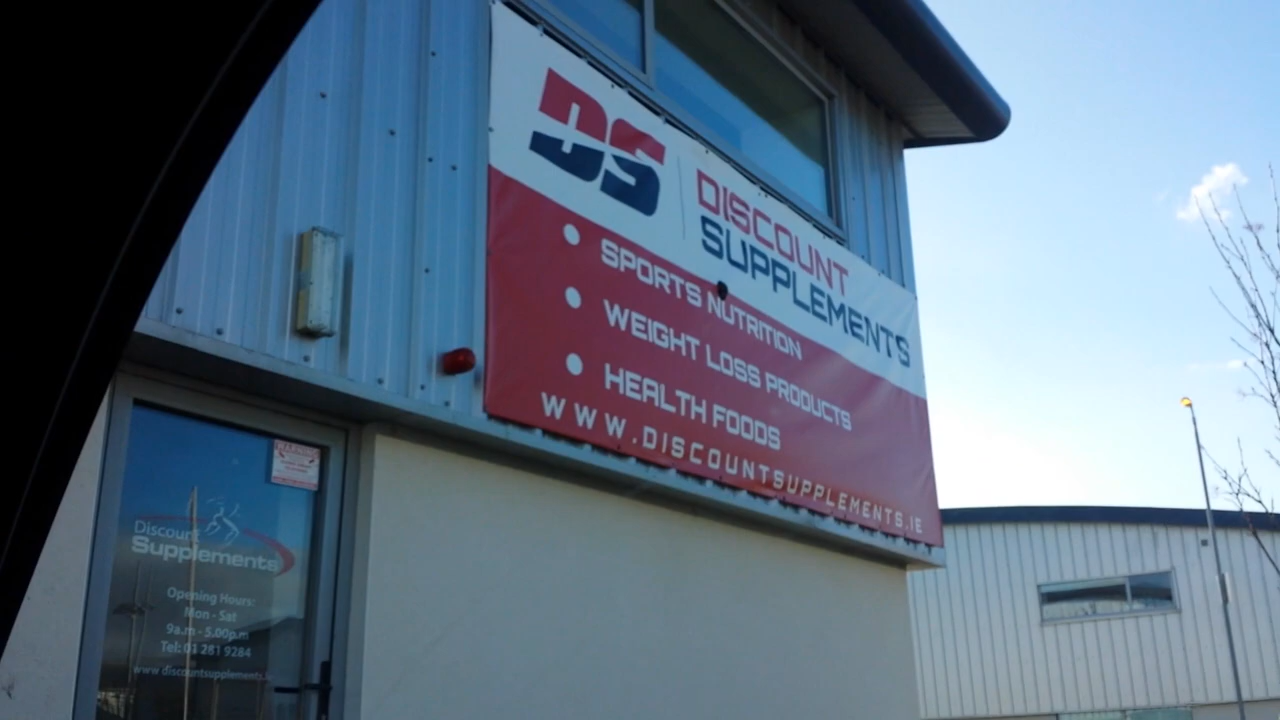 DS
DISCOUNT
SUPPLEMENTS
SPORTS NUTRITION
WEIGHT LOSS PRODUCTS
HEALTH FOODS
WWW.DISCOUNTSUPPLEMENTS.IE
WARNING
Discount
Supplements
Opening Hours:
Mon - Sat
9a.m - 5.00p.m
Tel: 01 281 9284
www.discountsupplements.